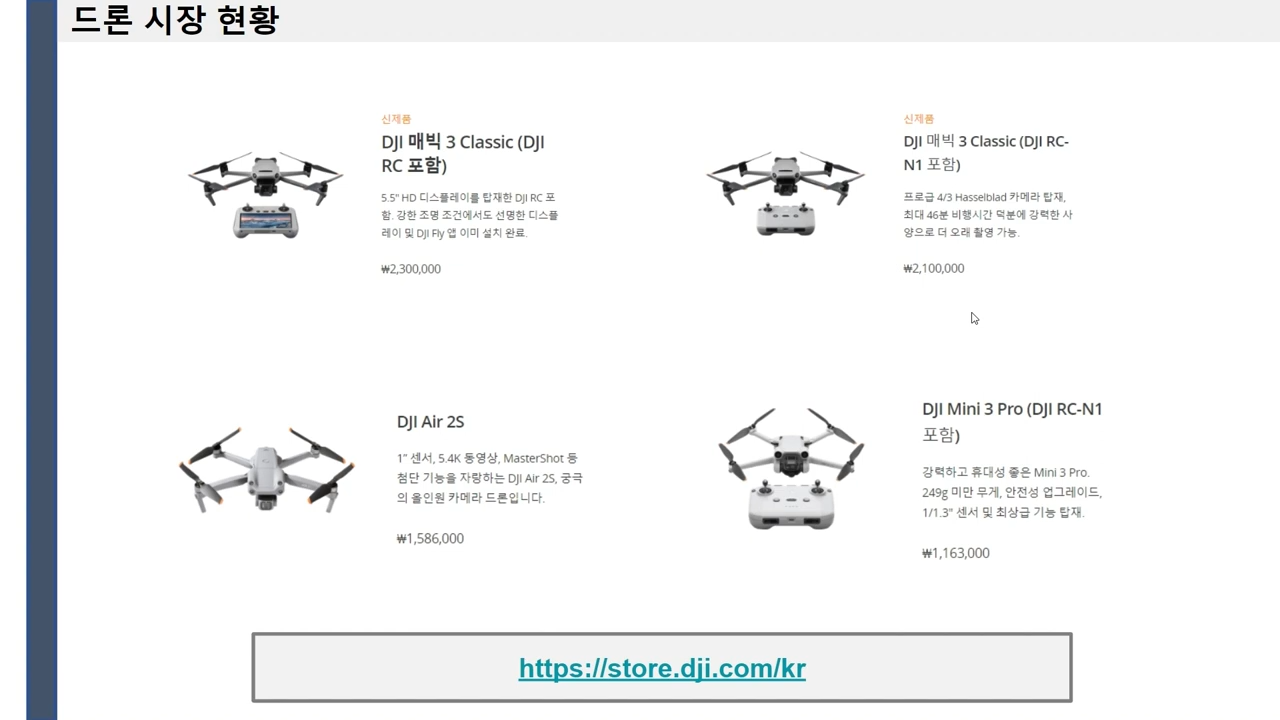 드론 시장 현황
신제품
DJI 매빅 3 Classic (DJI
RC 포함)
5.5" HD 디스플레이를 탑재한 DJI RC 포
함. 강한 조명 조건에서도 선명한 디스플
레이 및 DJI Fly 앱 이미 설치 완료.
₩2,300,000
신제품
DJI 매빅 3 Classic (DJI RC-
N1 포함)
프로급 4/3 Hasselblad 카메라 탑재,
최대 46분 비행시간 덕분에 강력한 사
양으로 더 오래 촬영 가능.
₩2,100,000
DJI Air 2S
1" 센서, 5.4K 동영상, MasterShot 등
첨단 기능을 자랑하는 DJI Air 2S, 궁극
의 올인원 카메라 드론입니다.
₩1,586,000
DJI Mini 3 Pro (DJI RC-N1
포함)
강력하고 휴대성 좋은 Mini 3 Pro.
249g 미만 무게, 안전성 업그레이드,
1/1.3" 센서 및 최상급 기능 탑재.
₩1,163,000
https://store.dji.com/kr